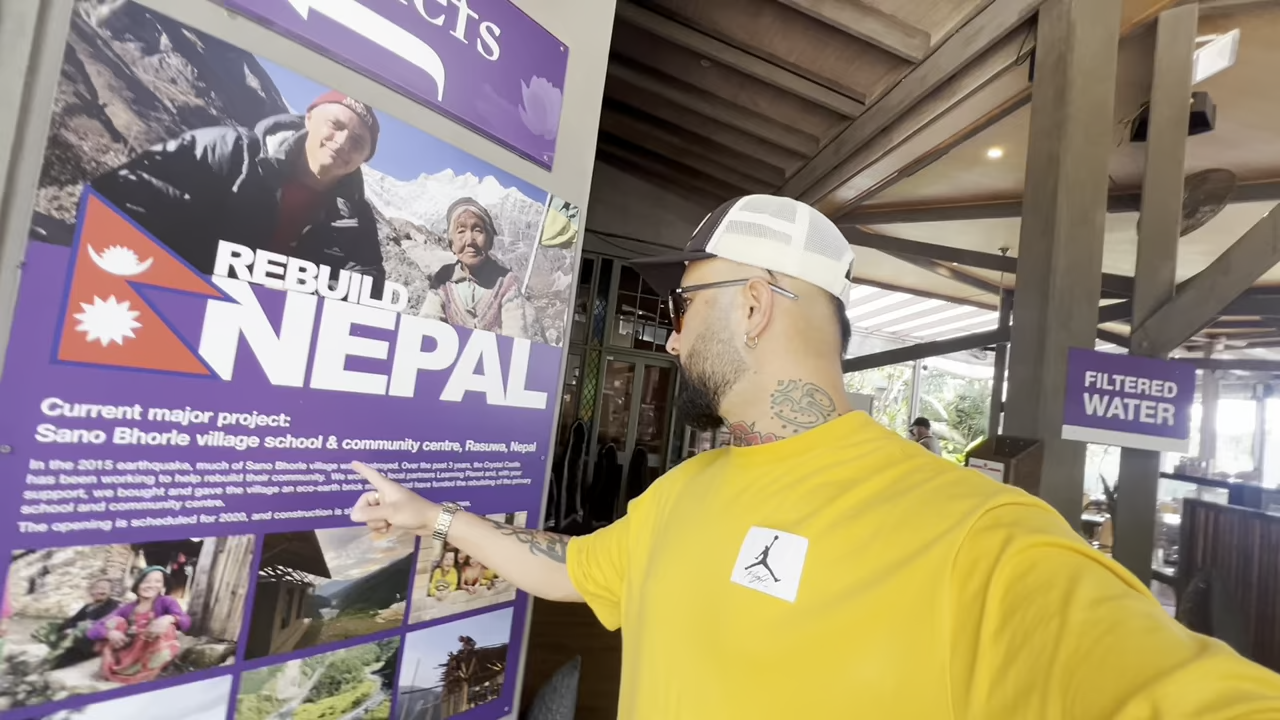 REBUILD
NEPAL
Current major project:
Sano Bhorle village school & community centre, Rasuwa, Nepal
In the 2015 earthquake, much of Sano Bhorle village was destroyed. Over the past 3 years, the Crystal Castle
has been working to help rebuild their community. We work local partners Learning Planet and, with your
support, we bought and gave the village an eco-earth brick and have funded the rebuilding of the primary
school and community centre.
The opening is scheduled for 2020, and construction is
FILTERED
WATER